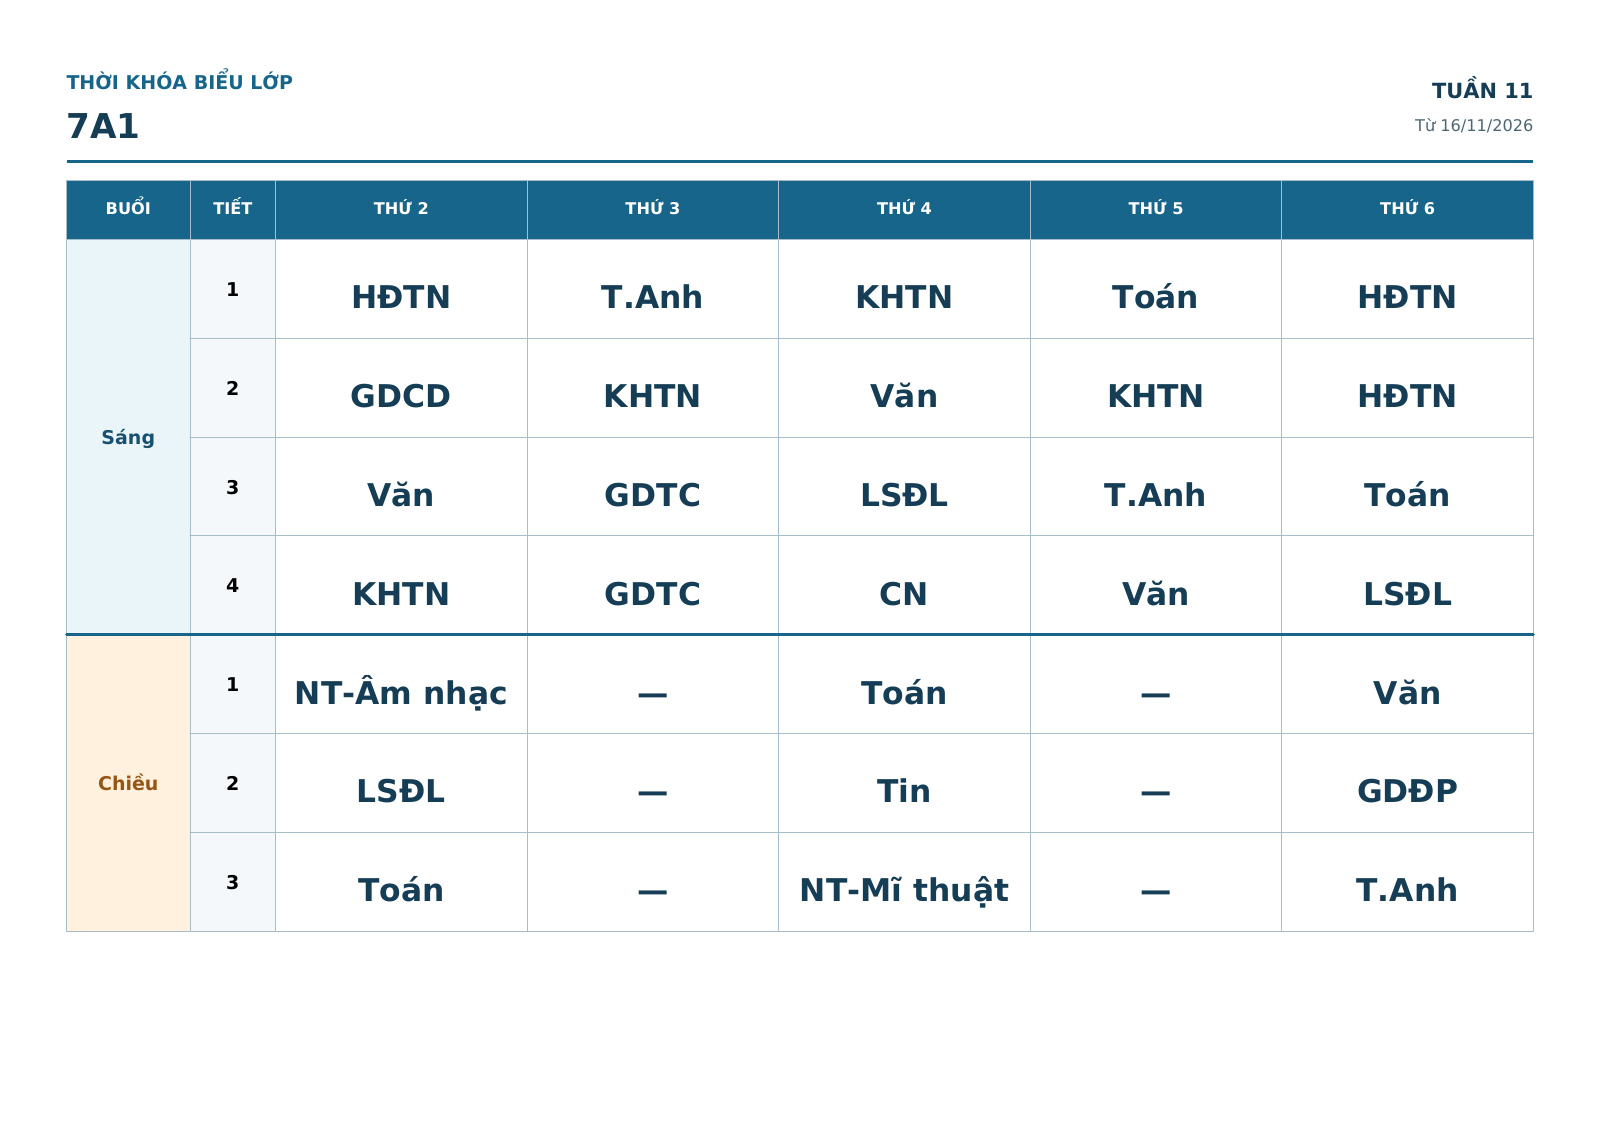 THỜI KHÓA BIỂU LỚP
7A1
TUẦN 11
Từ 16/11/2026
BUỔI TIẾT THỨ 2 THỨ 3 THỨ 4 THỨ 5 THỨ 6
Sáng
1 HĐTN T.Anh KHTN Toán HĐTN
2 GDCD KHTN Văn KHTN HĐTN
3 Văn GDTC LSĐL T.Anh Toán
4 KHTN GDTC CN Văn LSĐL
Chiều
1 NT-Âm nhạc — Toán — Văn
2 LSĐL — Tin — GDĐP
3 Toán — NT-Mĩ thuật — T.Anh